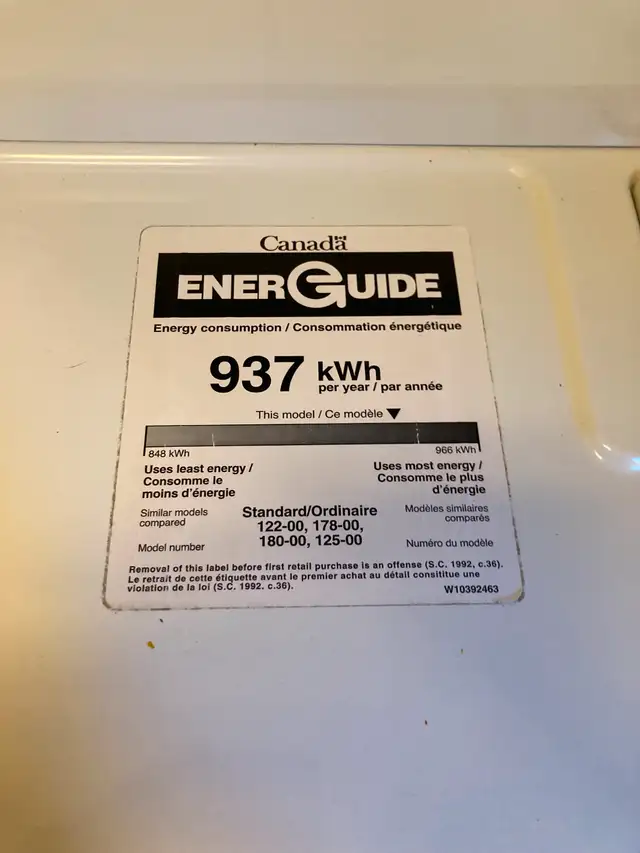 Canada
ENERGUIDE
Energy consumption / Consommation énergétique
937 kWh
per year / par année
This model / Ce modèle ▼
848 kWh
966 kWh
Uses least energy /
Consomme le
moins d'énergie
Uses most energy /
Consomme le plus
d'énergie
Similar models
compared
Standard/Ordinaire
122-00, 178-00,
180-00, 125-00
Modèles similaires
comparés
Model number
Numéro du modèle
Removal of this label before first retail purchase is an offense (S.C. 1992, c.36).
Le retrait de cette étiquette avant le premier achat au détail consititue une
violation de la loi (S.C. 1992. c.36).
W10392463